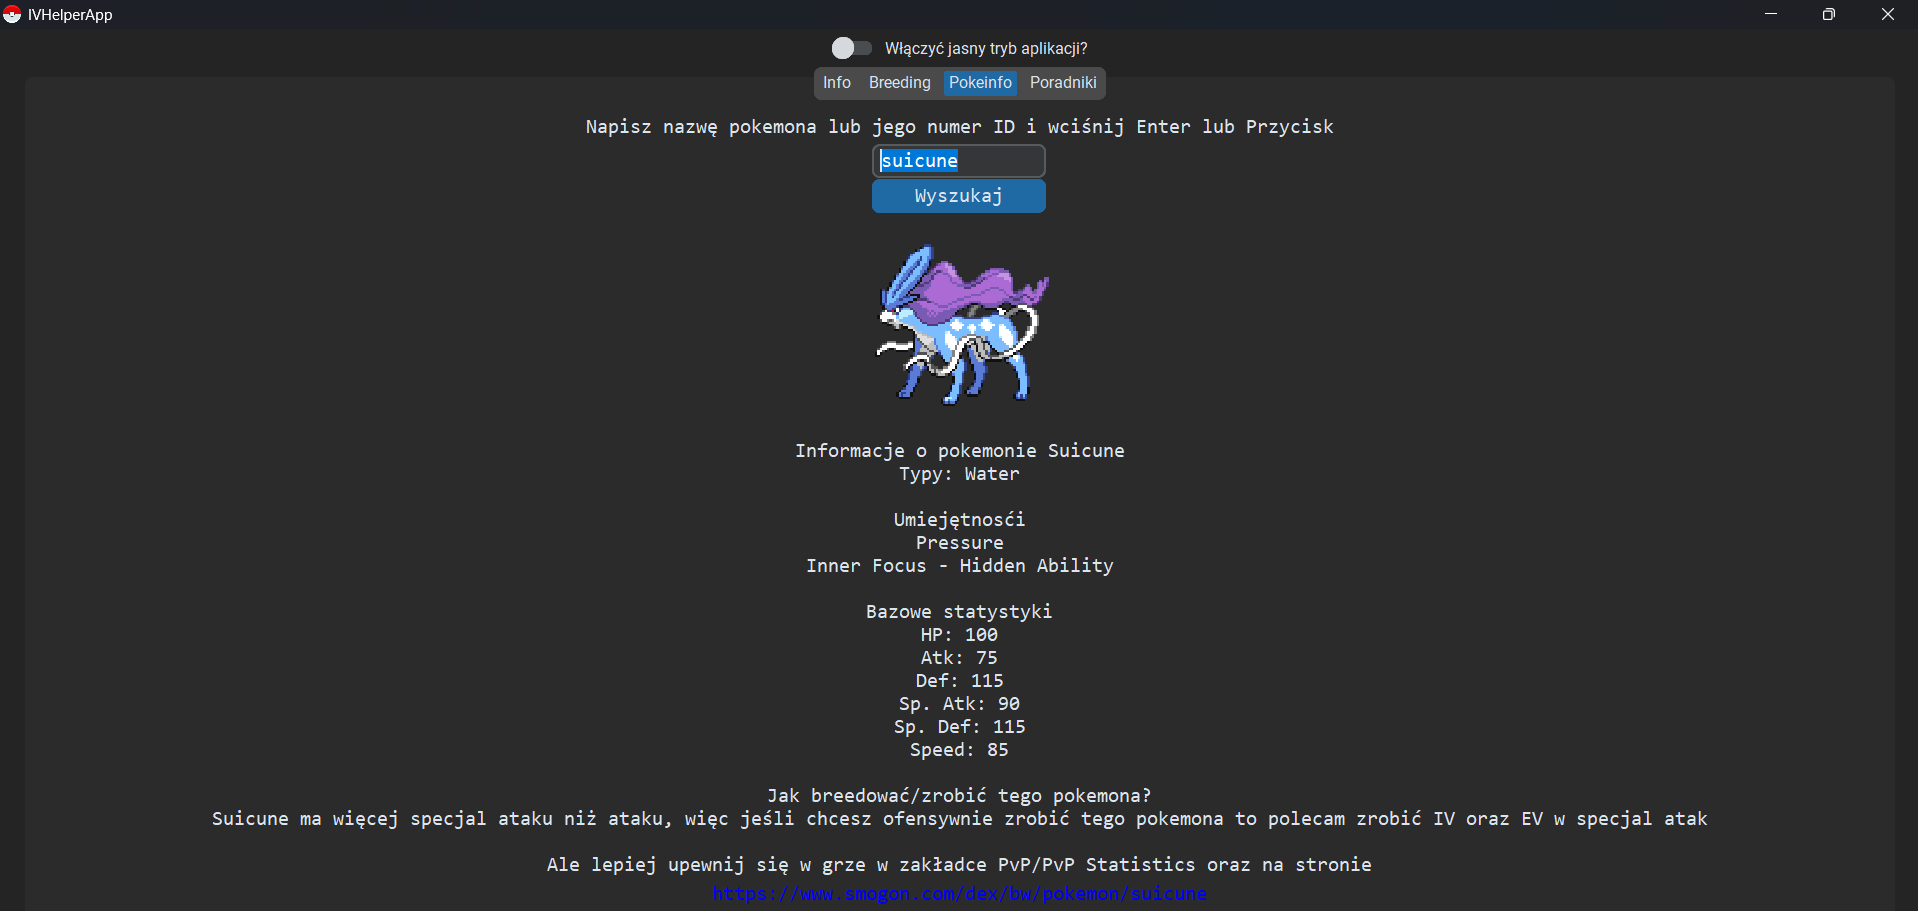 IVHelperApp
Włączyć jasny tryb aplikacji?
Info Breeding Pokeinfo Poradniki
Napisz nazwę pokemona lub jego numer ID i wciśnij Enter lub Przycisk
suicune
Wyszukaj
Informacje o pokemonie Suicune
Typy: Water
Umiejętnosći
Pressure
Inner Focus - Hidden Ability
Bazowe statystyki
HP: 100
Atk: 75
Def: 115
Sp. Atk: 90
Sp. Def: 115
Speed: 85
Jak breedować/zrobić tego pokemona?
Suicune ma więcej specjal ataku niż ataku, więc jeśli chcesz ofensywnie zrobić tego pokemona to polecam zrobić IV oraz EV w specjal atak
Ale lepiej upewnij się w grze w zakładce PvP/PvP Statistics oraz na stronie
https://www.smogon.com/dex/bw/pokemon/suicune